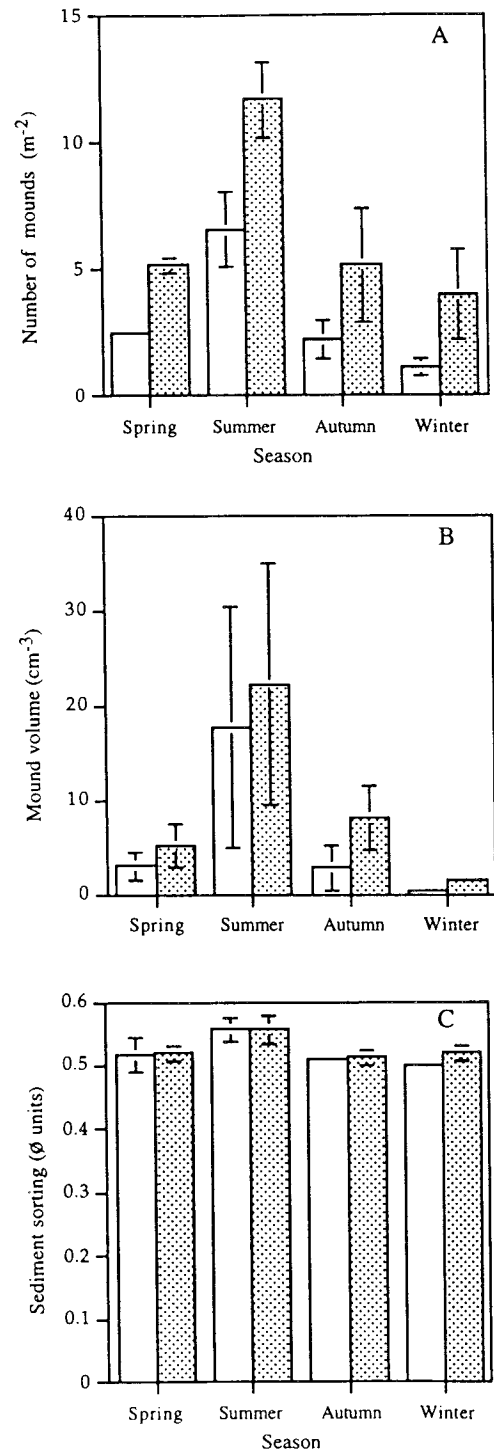 15
A
10
5
0
Number of mounds (m-2)
Spring Summer Autumn Winter
Season
40
B
30
20
10
0
Mound volume (cm-3)
Spring Summer Autumn Winter
0.6
C
0.5
0.4
0.3
0.2
0.1
0
Sediment sorting (ø units)
Spring Summer Autumn Winter
Season